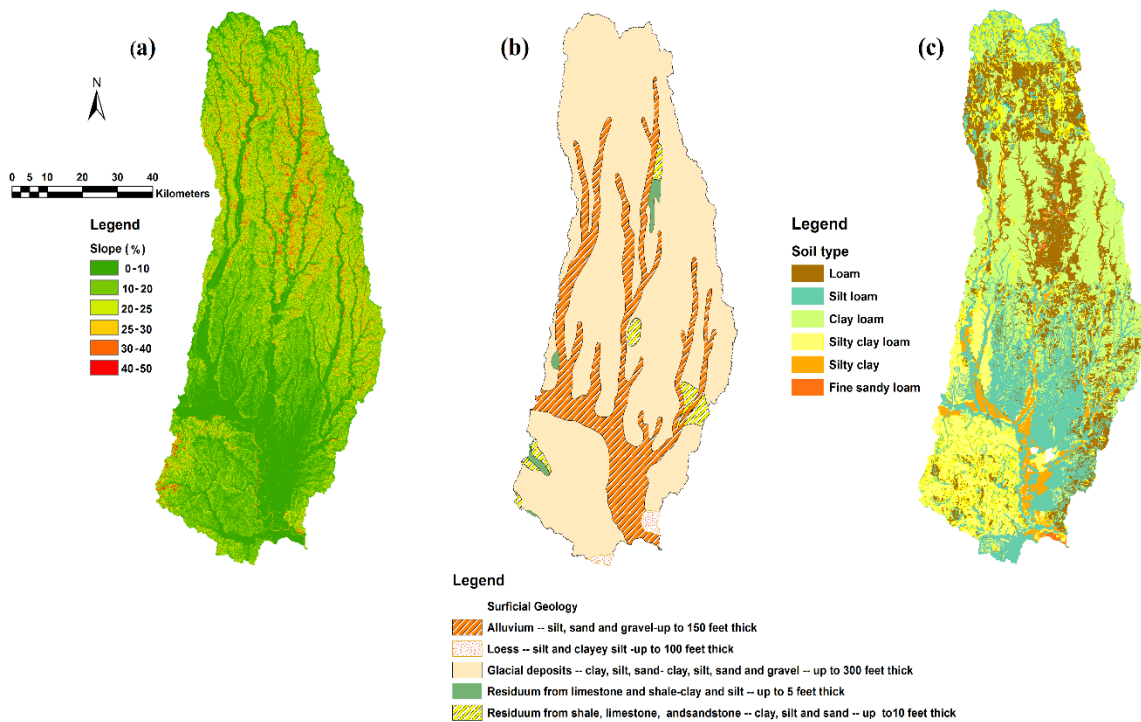 (a)
(b)
(c)
N
0 5 10 20 30 40
Kilometers
Legend
Slope (%)
0-10
10-20
20-25
25-30
30-40
40-50
Legend
Soil type
Loam
Silt loam
Clay loam
Silty clay loam
Silty clay
Fine sandy loam
Legend
Surficial Geology
Alluvium -- silt, sand and gravel-up to 150 feet thick
Loess -- silt and clayey silt -up to 100 feet thick
Glacial deposits -- clay, silt, sand- clay, silt, sand and gravel -- up to 300 feet thick
Residuum from limestone and shale-clay and silt -- up to 5 feet thick
Residuum from shale, limestone, andsandstone -- clay, silt and sand -- up to10 feet thick